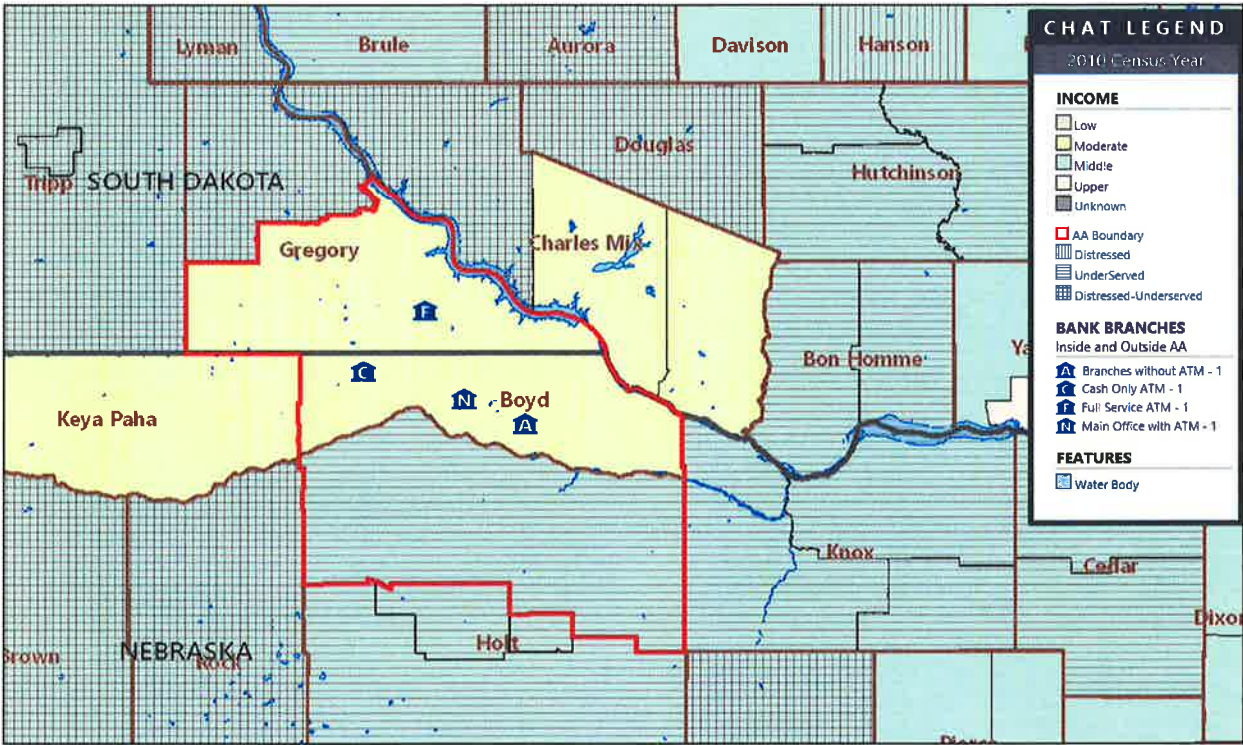 Lyman
Brule
Aurora
Davison
Hanson
Tripp
SOUTH DAKOTA
Douglas
Hutchinson
Gregory
Charles Mix
F
C
N
Boyd
A
Keya Paha
Bon Homme
Ya
Knox
Cedar
Dixon
Holt
Brown
NEBRASKA
Rock
Pierce
CHAT LEGEND
2010 Census Year
INCOME
Low
Moderate
Middle
Upper
Unknown
AA Boundary
Distressed
UnderServed
Distressed-Underserved
BANK BRANCHES
Inside and Outside AA
A Branches without ATM - 1
C Cash Only ATM - 1
F Full Service ATM - 1
N Main Office with ATM - 1
FEATURES
Water Body